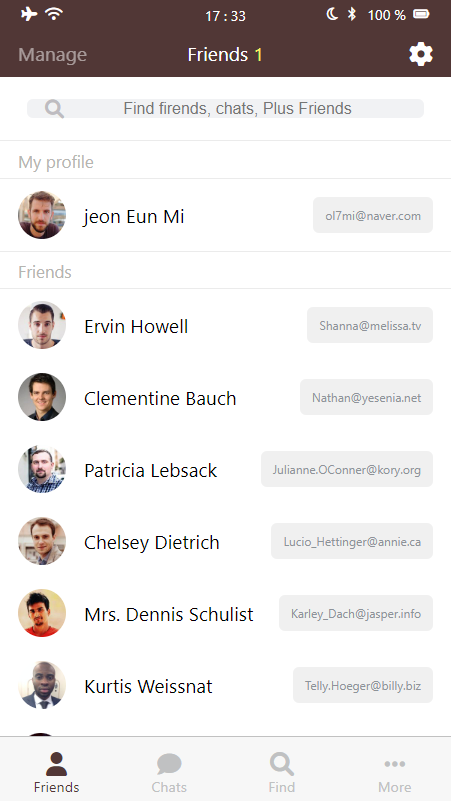 17 : 33
100 %
Manage
Friends 1
Find firends, chats, Plus Friends
My profile
jeon Eun Mi
ol7mi@naver.com
Friends
Ervin Howell
Shanna@melissa.tv
Clementine Bauch
Nathan@yesenia.net
Patricia Lebsack
Julianne.OConner@kory.org
Chelsey Dietrich
Lucio_Hettinger@annie.ca
Mrs. Dennis Schulist
Karley_Dach@jasper.info
Kurtis Weissnat
Telly.Hoeger@billy.biz
Friends
Chats
Find
More